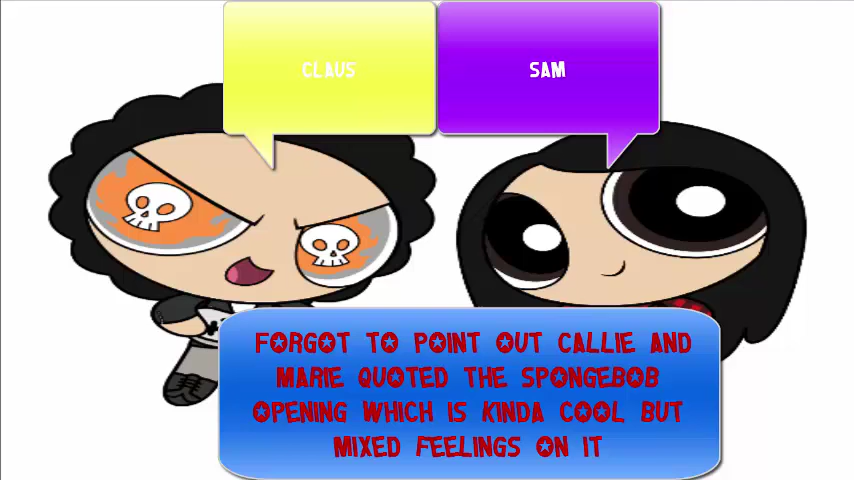 CLAUS
SAM
FORGOT TO POINT OUT CALLIE AND
MARIE QUOTED THE SPONGEBOB
OPENING WHICH IS KINDA COOL BUT
MIXED FEELINGS ON IT